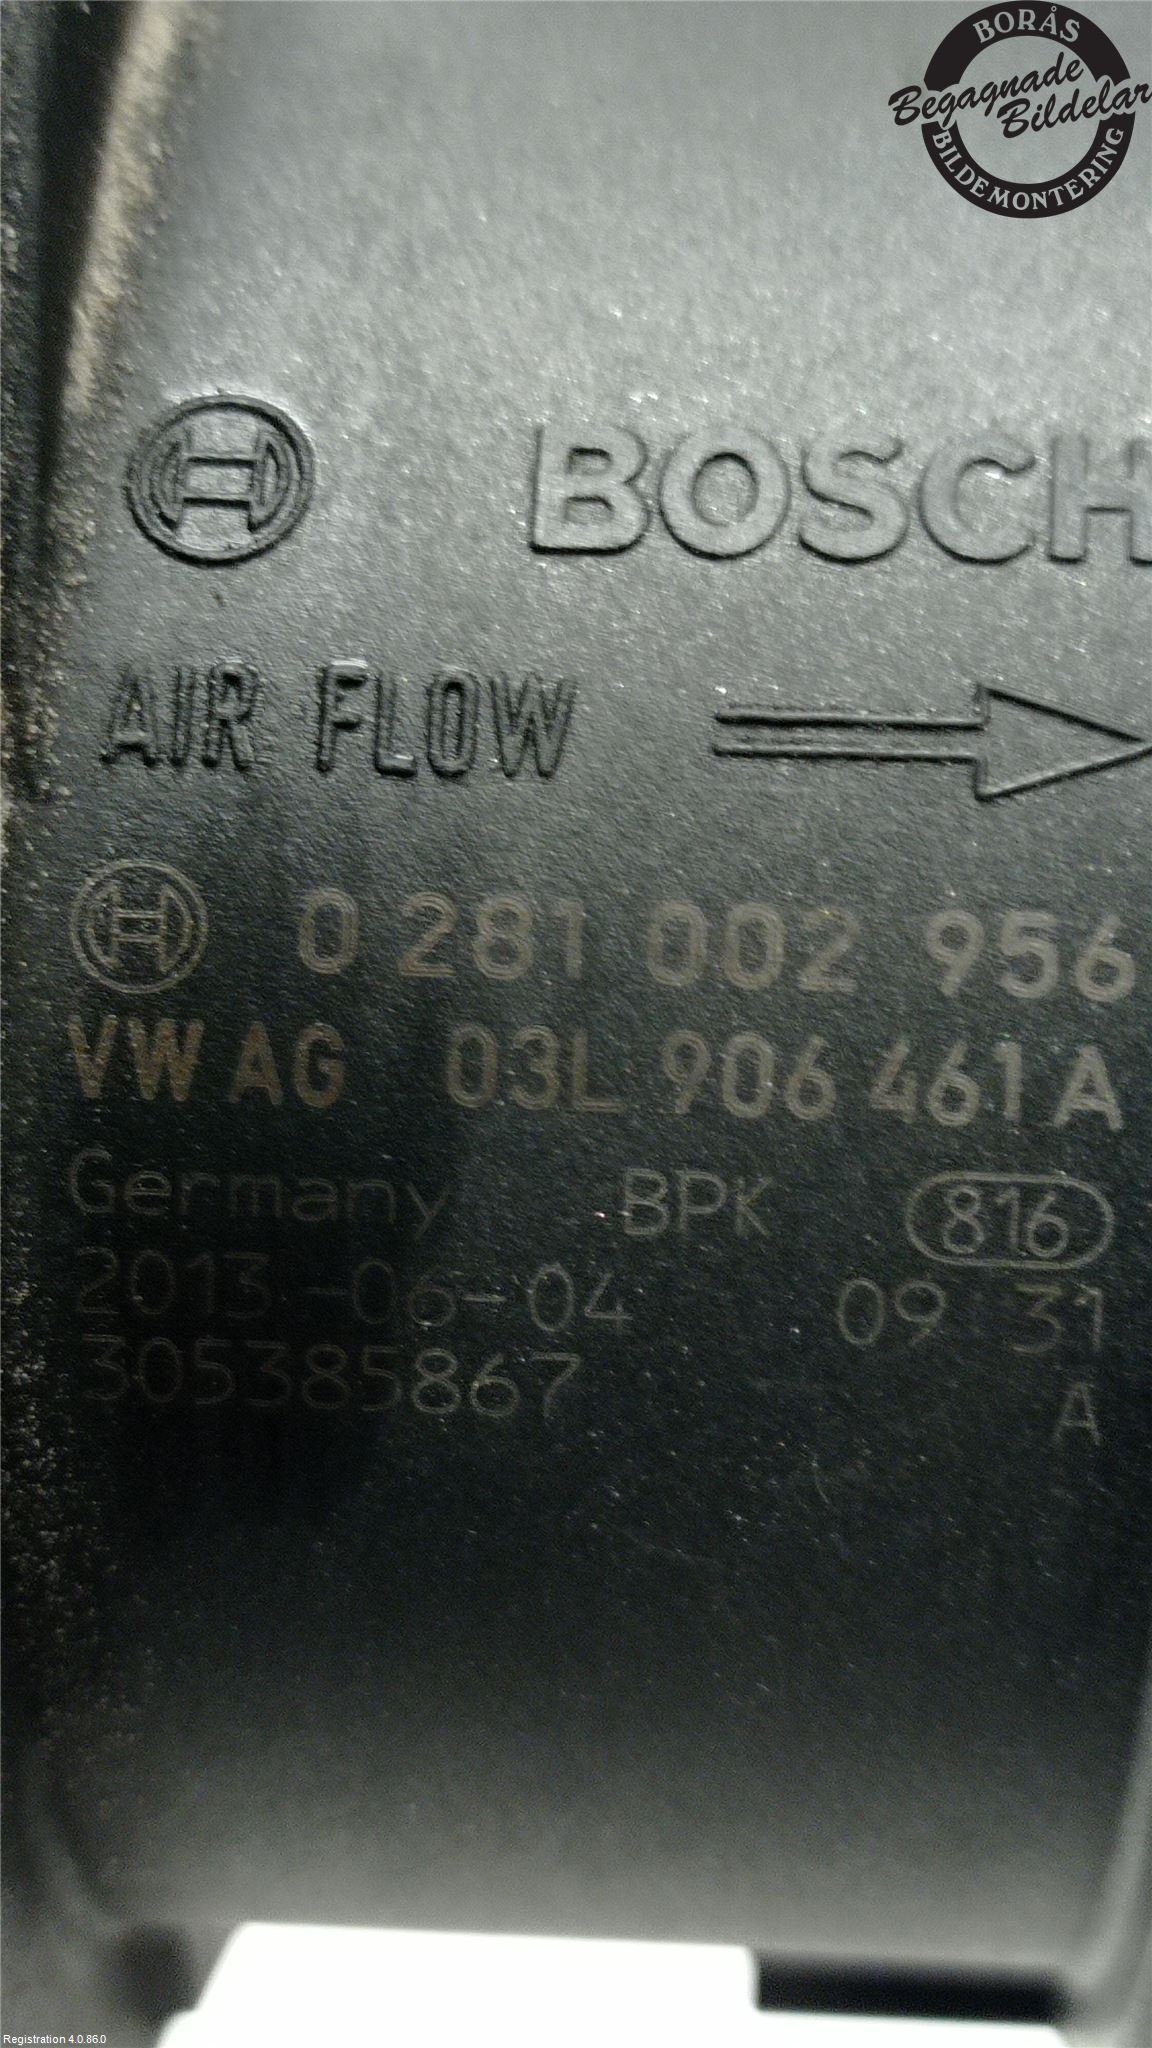 BORÅS
Begagnade
Bildelar
BILDEMONTERING
BOSCH
AIR FLOW
0 281 002 956
VW AG 03L 906 461 A
Germany BPK 816
2013-06-04 09 31
305385867 A
Registration 4.0.86.0